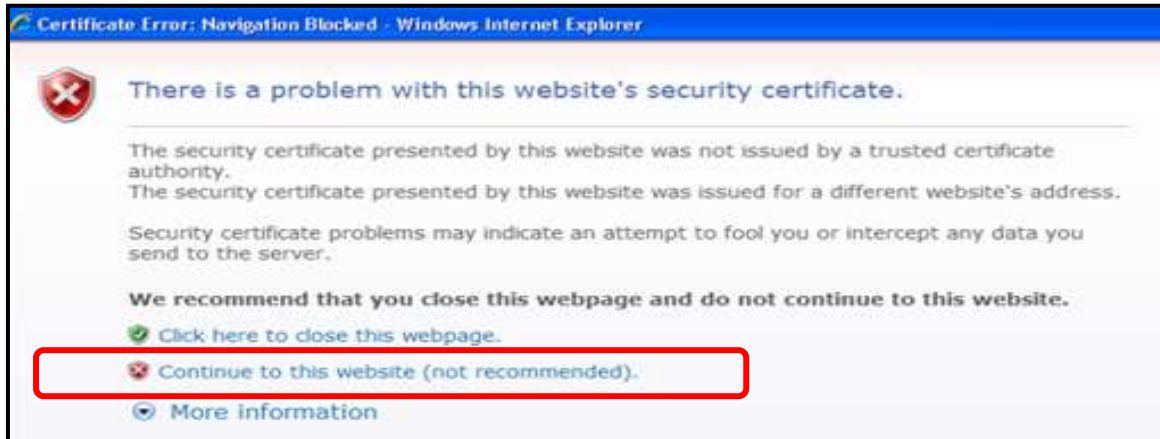 Certificate Error: Navigation Blocked - Windows Internet Explorer
There is a problem with this website's security certificate.
The security certificate presented by this website was not issued by a trusted certificate
authority.
The security certificate presented by this website was issued for a different website's address.
Security certificate problems may indicate an attempt to fool you or intercept any data you
send to the server.
We recommend that you close this webpage and do not continue to this website.
Click here to close this webpage.
Continue to this website (not recommended).
More information